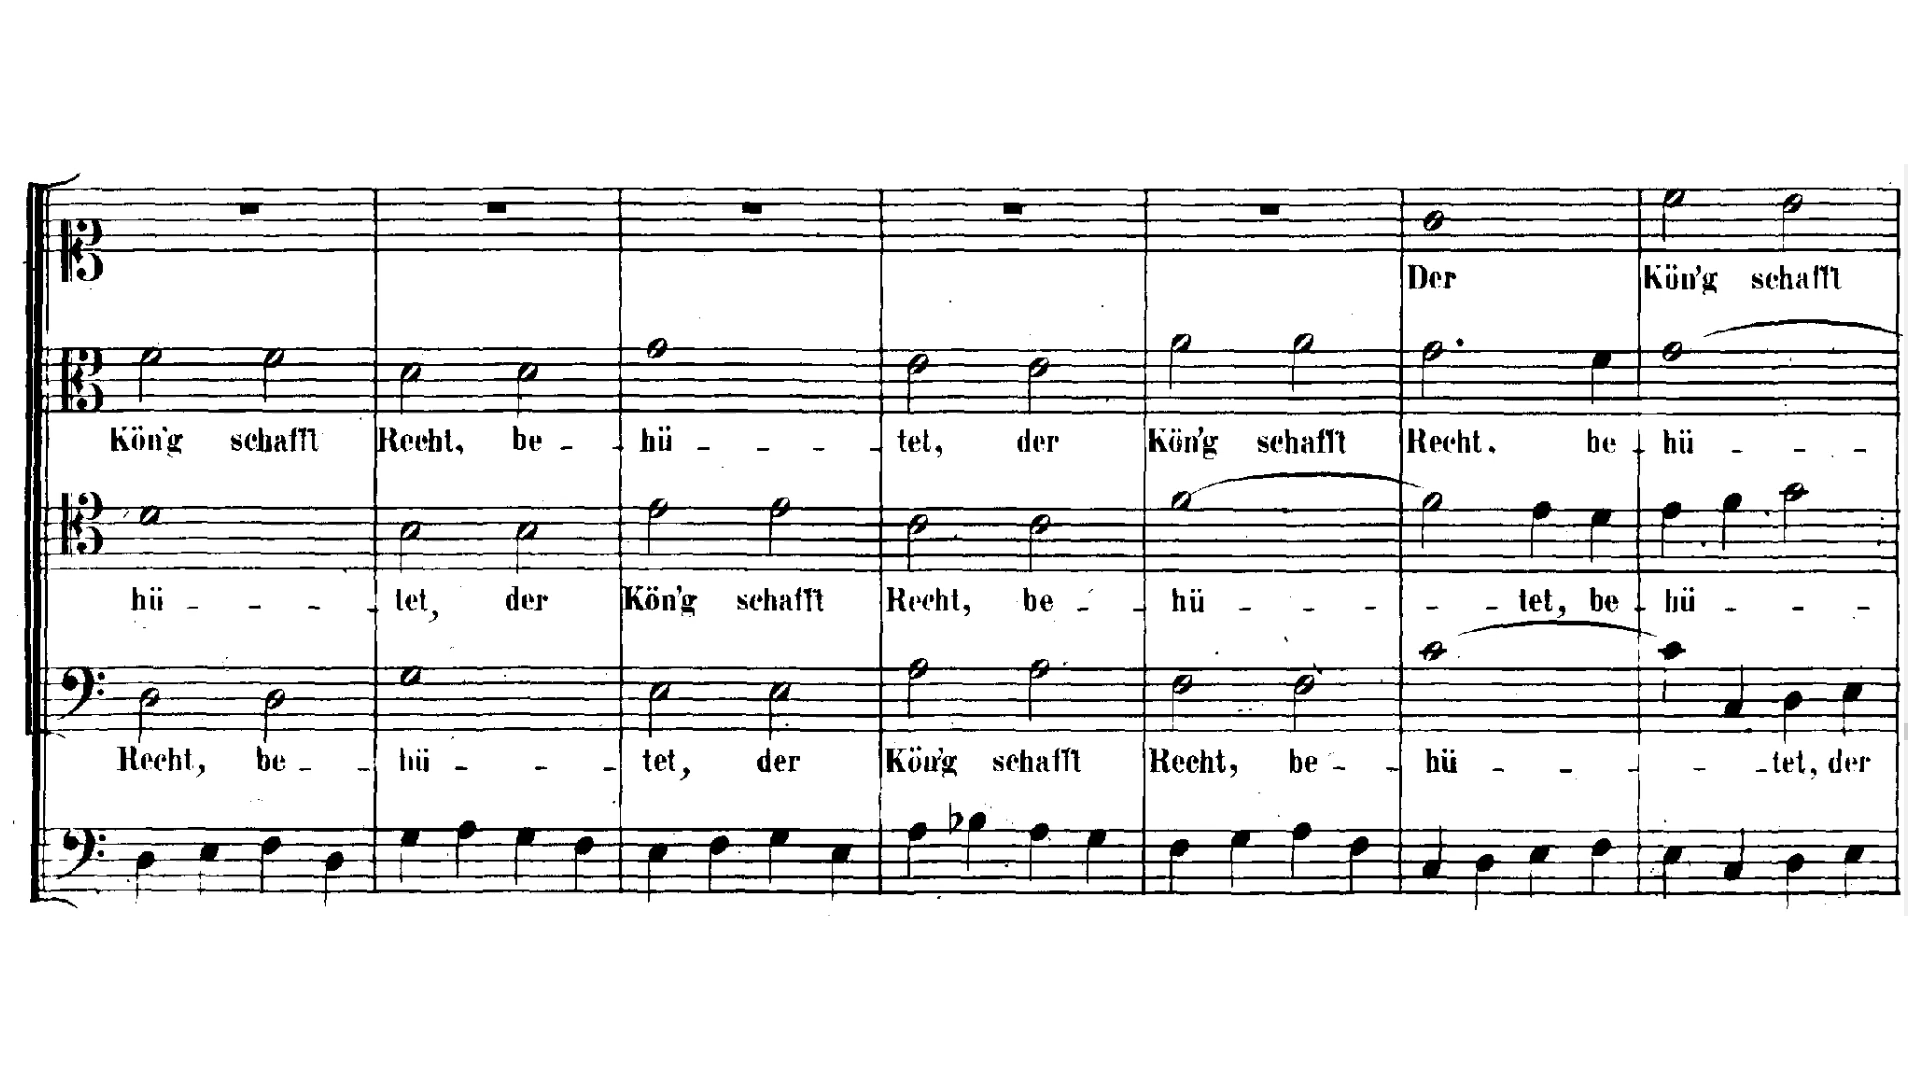 Der Kön'g schafft
Kön'g schafft Recht, be - hü - - - - tet, der Kön'g schafft Recht. be - hü - - -
hü - - - - tet, der Kön'g schafft Recht, be - - hü - - - - tet, be - hü - - -
Recht, be - - hü - - - tet, der Kön'g schafft Recht, be - - hü - - - - -tet, der